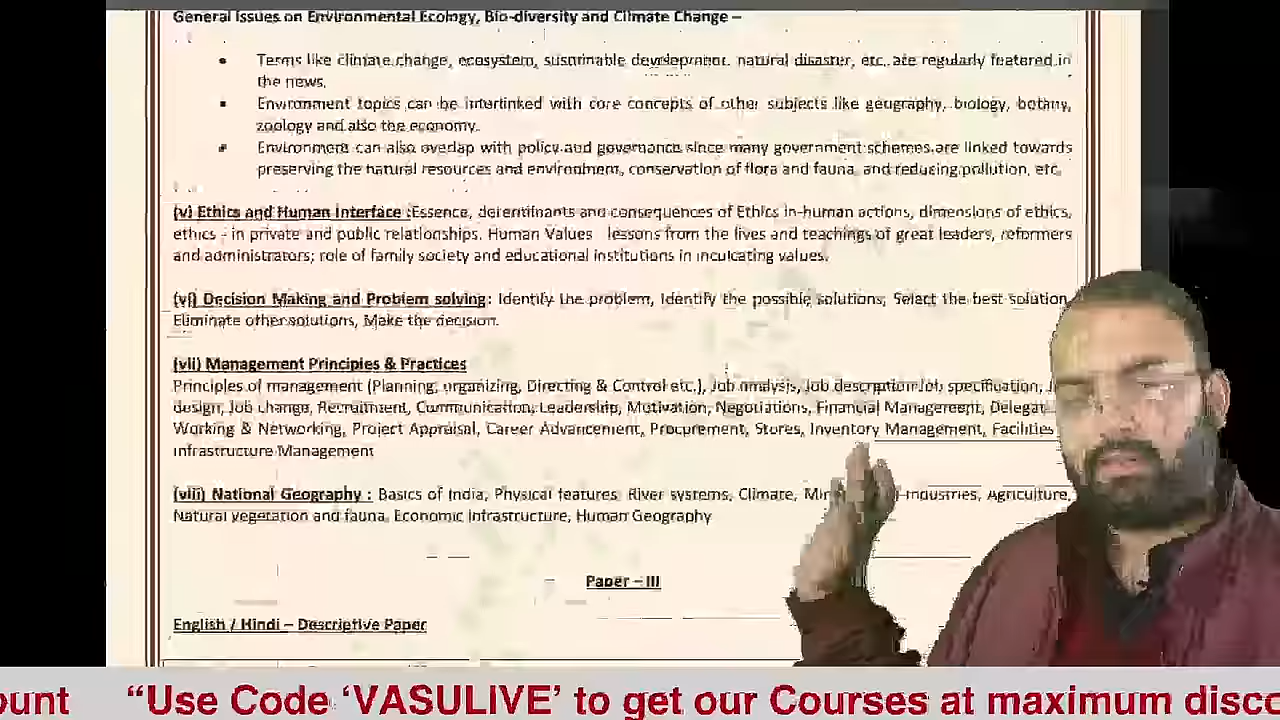 General Issues on Environmental Ecology, Bio-diversity and Climate Change –
• Terms like climate change, ecosystem, sustainable development, natural disaster, etc. are regularly featured in
the news.
▪ Environment topics can be interlinked with core concepts of other subjects like geography, biology, botany,
zoology and also the economy.
▪ Environment can also overlap with policy and governance since many government schemes are linked towards
preserving the natural resources and environment, conservation of flora and fauna, and reducing pollution, etc.
(v) Ethics and Human Interface :Essence, determinants and consequences of Ethics in-human actions, dimensions of ethics,
ethics - in private and public relationships. Human Values lessons from the lives and teachings of great leaders, reformers
and administrators; role of family society and educational institutions in inculcating values.
(vi) Decision Making and Problem solving: Identify the problem, Identify the possible solutions, Select the best solution
Eliminate other solutions, Make the decision.
(vii) Management Principles & Practices
Principles of management (Planning, organizing, Directing & Control etc.), Job analysis, Job description Job specification,
design, Job change, Recruitment, Communication, Leadership, Motivation, Negotiations, Financial Management,
Working & Networking, Project Appraisal, Career Advancement, Procurement, Stores, Inventory Management, Facilities
Infrastructure Management
(viii) National Geography : Basics of India, Physical features, River systems, Climate, Industries, Agriculture,
Natural vegetation and fauna, Economic Infrastructure, Human Geography
Paper – III
English / Hindi – Descriptive Paper
ount “Use Code ‘VASULIVE’ to get our Courses at maximum disc